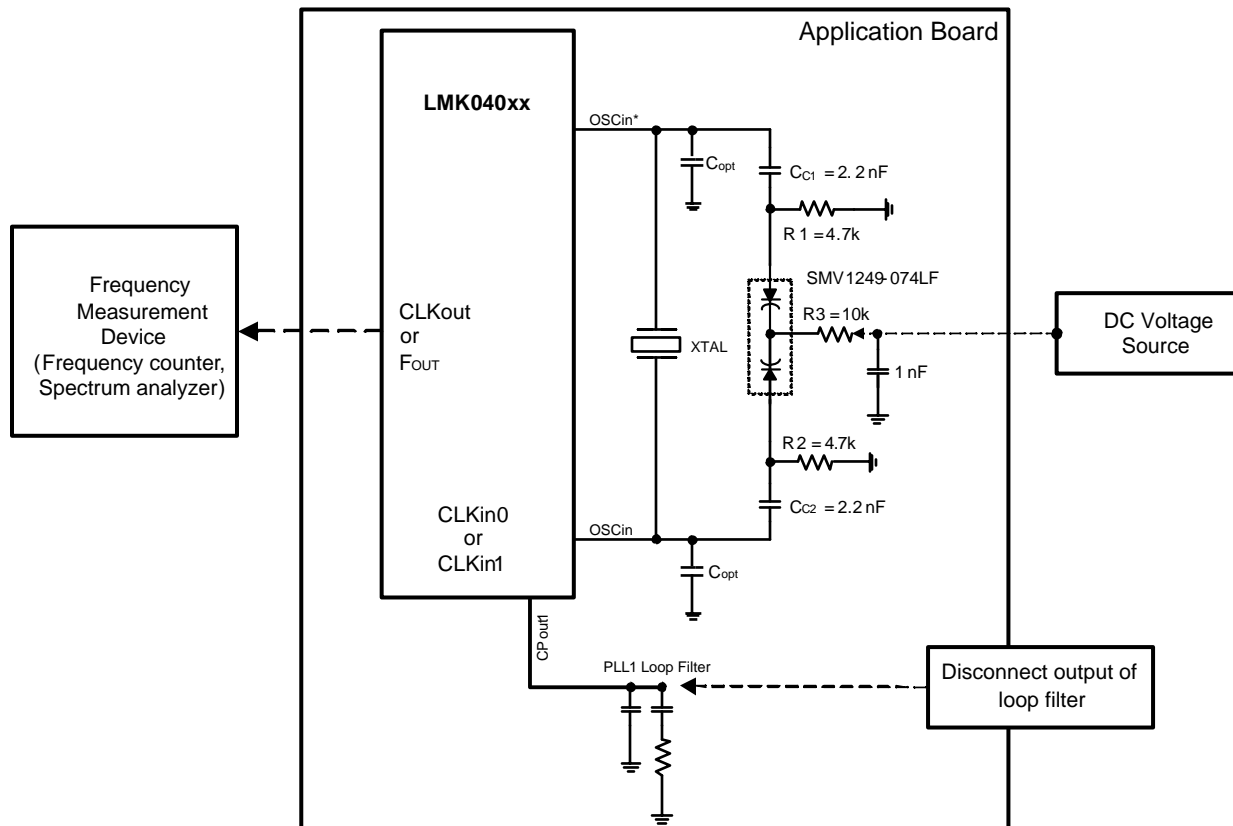 Application Board
LMK040xx
OSCin*
Copt
CC1 = 2.2 nF
R1 = 4.7k
SMV1249-074LF
R3 = 10k
XTAL
1 nF
R2 = 4.7k
CC2 = 2.2 nF
OSCin
Copt
Frequency
Measurement
Device
(Frequency counter,
Spectrum analyzer)
CLKout
or
FOUT
DC Voltage
Source
CLKin0
or
CLKin1
CPout1
PLL1 Loop Filter
Disconnect output of
loop filter